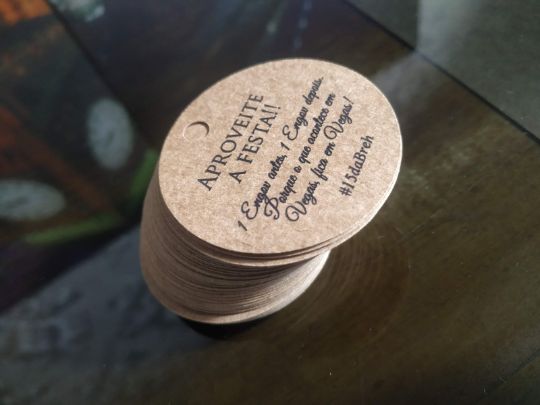 APROVEITE
A FESTA!!
1 Engov antes, 1 Engov depois.
Porque o que acontece em
Vegas, fica em Vegas!
#15daBreh